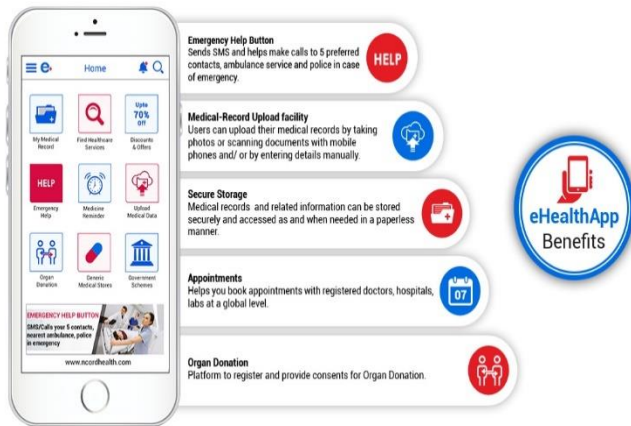 Home
My Medical
Record
Find Healthcare
Services
Upto
70%
Off
Discounts
& Offers
HELP
Emergency
Help
Medicine
Reminder
Upload
Medical Data
Organ
Donation
Generic
Medical Stores
Government
Schemes
EMERGENCY HELP BUTTON
SMS/Calls your 5 contacts,
nearest ambulance, police
in emergency
www.ncordhealth.com
Emergency Help Button
Sends SMS and helps make calls to 5 preferred
contacts, ambulance service and police in case
of emergency.
HELP
Medical-Record Upload facility
Users can upload their medical records by taking
photos or scanning documents with mobile
phones and/ or by entering details manually.
Secure Storage
Medical records and related information can be stored
securely and accessed as and when needed in a paperless
manner.
Appointments
Helps you book appointments with registered doctors, hospitals,
labs at a global level.
07
Organ Donation
Platform to register and provide consents for Organ Donation.
eHealthApp
Benefits